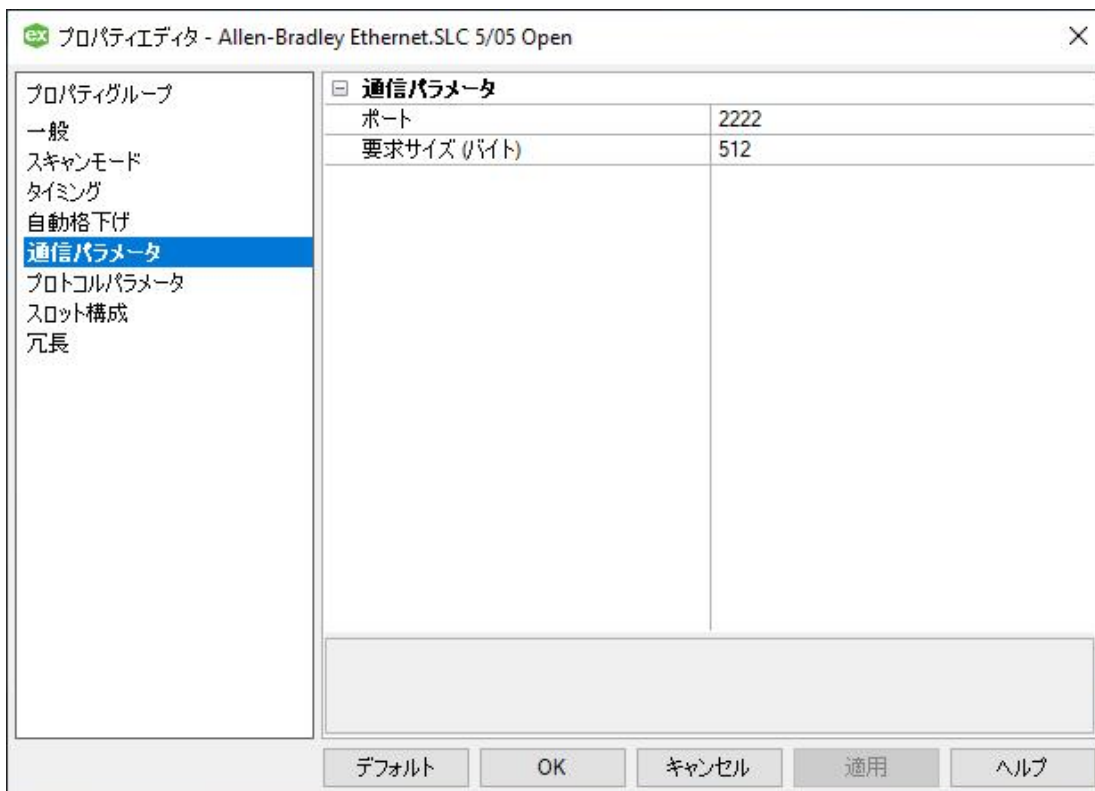 プロパティエディタ - Allen-Bradley Ethernet.SLC 5/05 Open
プロパティグループ
一般
スキャンモード
タイミング
自動格下げ
通信パラメータ
プロトコルパラメータ
スロット構成
冗長
通信パラメータ
ポート 2222
要求サイズ (バイト) 512
デフォルト OK キャンセル 適用 ヘルプ